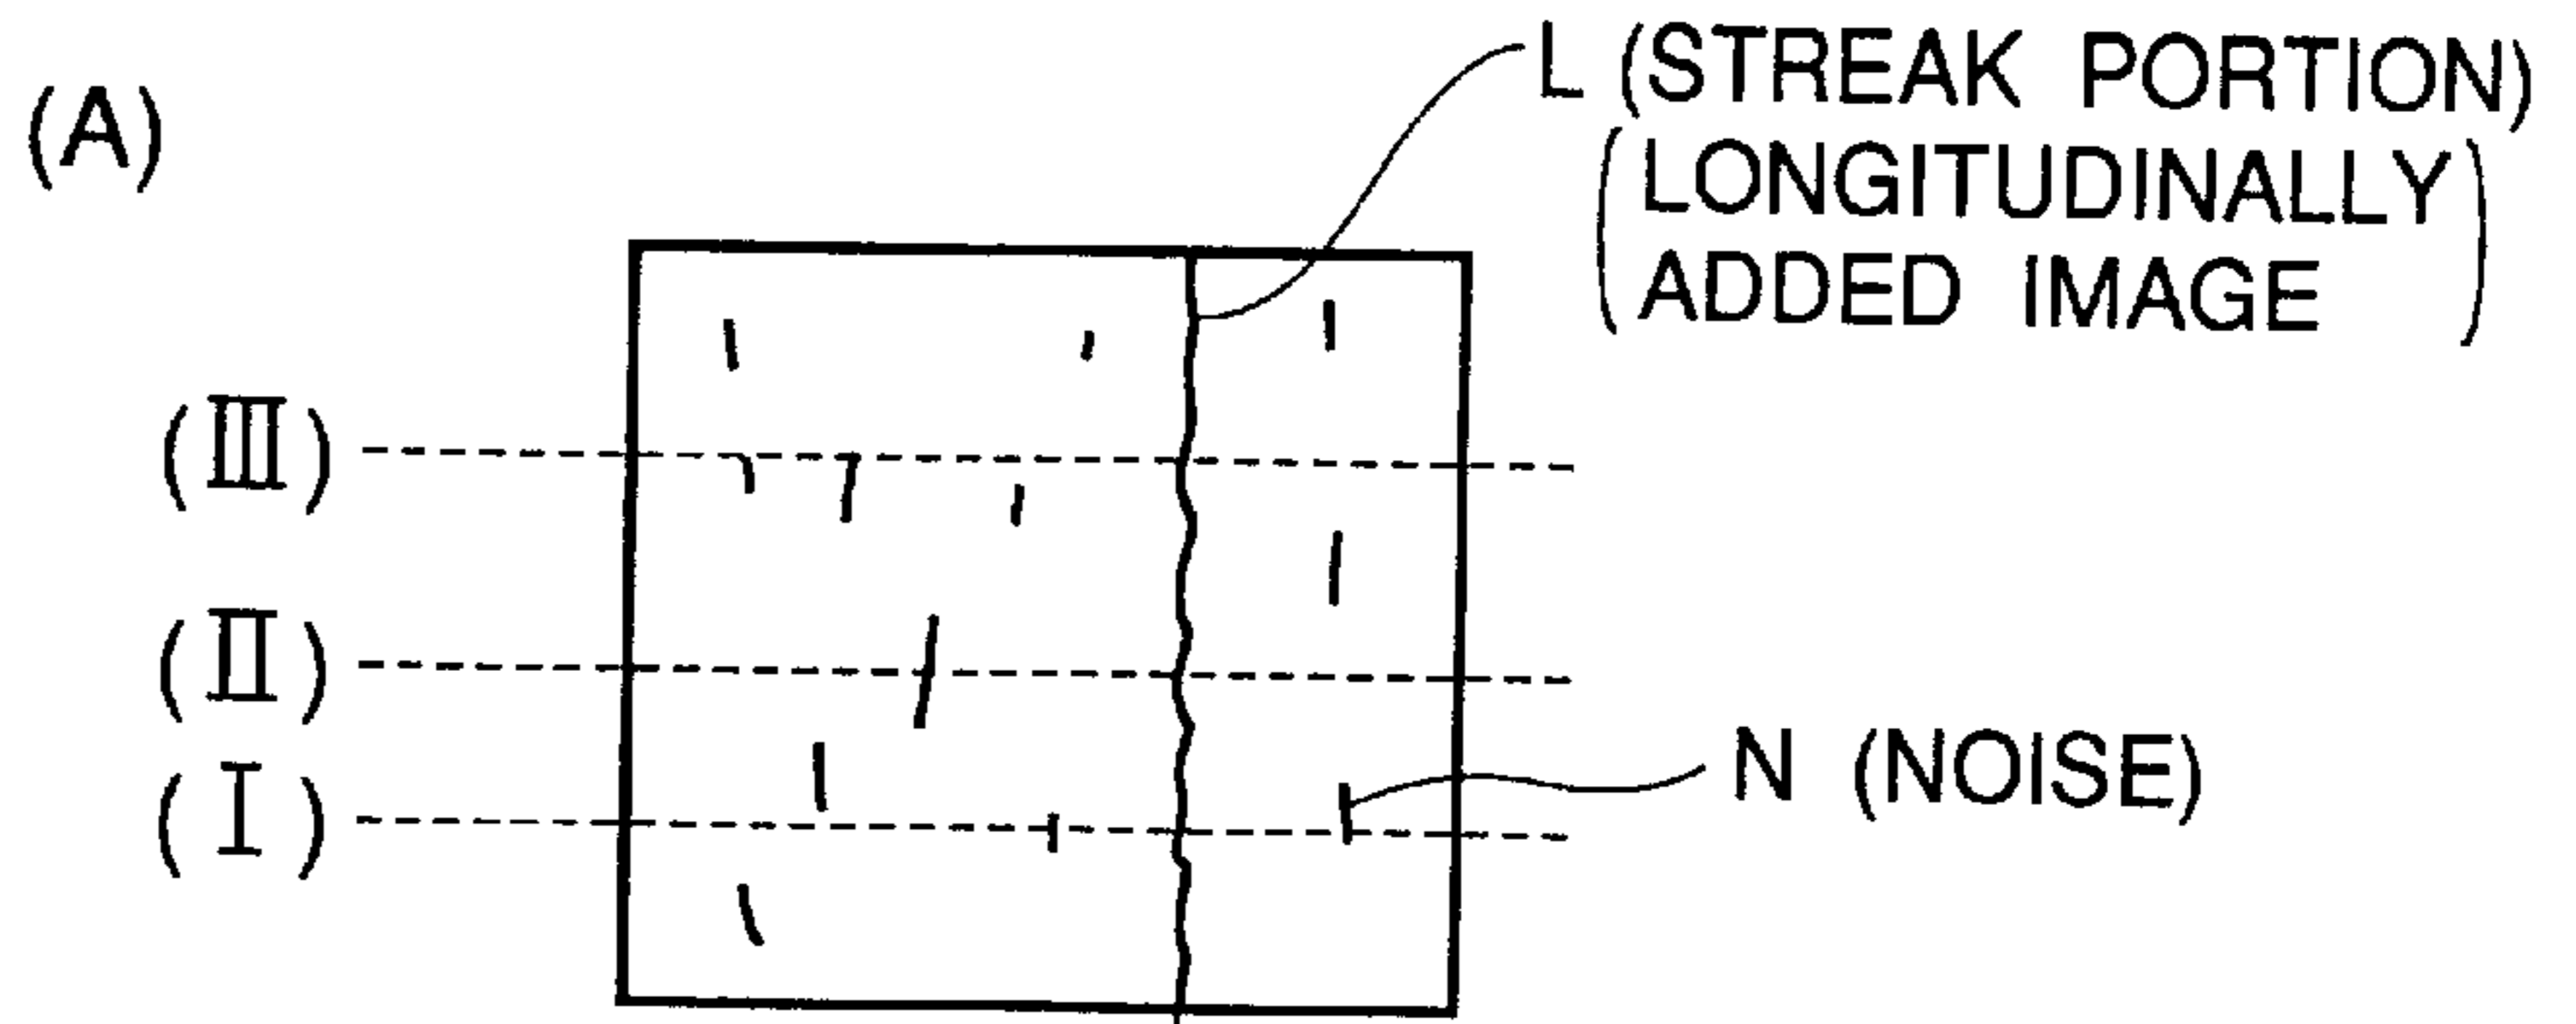 (A)
L (STREAK PORTION)
(LONGITUDINALLY
ADDED IMAGE)
(III)
(II)
(I)
N (NOISE)